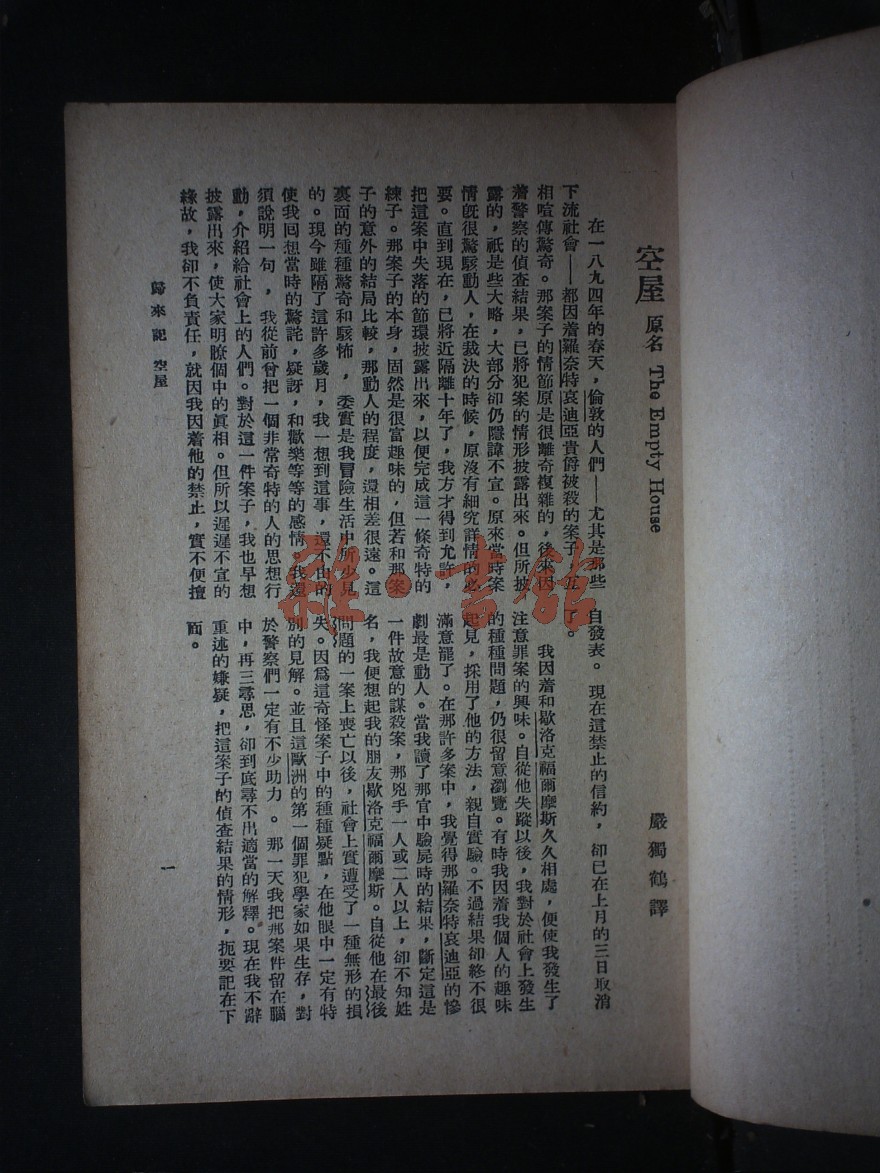 空屋 原名 The Empty House
嚴獨鶴譯
在一八九四年的春天，倫敦的人們——尤其是那些
下流社會——都因着羅奈特哀迪亞貴爵被殺的案子，互
相喧傳驚奇。那案子的情節原是很離奇複雜的，後來因
着警察的偵查結果，已將犯案的情形披露出來。但所披
露的，祇是些大略，大部分卻仍隱諱不宣。原來當時案
情旣很驚駭動人，在裁決的時候，原沒有細究詳情的必
要。直到現在，已將近隔離十年了，我方才得到允許，
把這案中失落的節環披露出來，以便完成這一條奇特的
練子。那案子的本身，固然是很富趣味的，但若和那案
子的意外的結局比較，那動人的程度，還相差很遠。這
裏面的種種驚奇和駭怖，委實是我冒險生活中所少見
的。現今雖隔了這許多歲月，我一想到這事，還不由的
使我回想當時的驚詫，疑訝，和歡樂等等的感情。我還
須說明一句，我從前曾把一個非常奇特的人的思想行
動，介紹給社會上的人們。對於這一件案子，我也早想
披露出來，使大家明瞭個中的眞相。但所以遲遲不宣的
緣故，我卻不負責任，就因我因着他的禁止，實不便擅
自發表。現在這禁止的信約，卻已在上月的三日取消
了。
我因着和歇洛克福爾摩斯久久相處，便使我發生了
注意罪案的興味。自從他失蹤以後，我對於社會上發生
的種種問題，仍很留意瀏覽。有時我因着我個人的趣味
起見，採用了他的方法，親自實驗。不過結果卻終不很
滿意罷了。在那許多案中，我覺得那羅奈特哀迪亞的慘
劇最是動人。當我讀了那官中驗屍時的結果，斷定這是
一件故意的謀殺案，那兇手一人或二人以上，卻不知姓
名，我便想起我的朋友歇洛克福爾摩斯。自從他在最後
問題的一案上喪亡以後，社會上實遭受了一種無形的損
失。因爲這奇怪案子中的種種疑點，在他眼中一定有特
別的見解。並且這歐洲的第一個罪犯學家如果生存，對
於警察們一定有不少助力。那一天我把那案件留在腦
中，再三尋思，卻到底尋不出適當的解釋。現在我不辭
重述的嫌疑，把這案子的偵查結果的情形，扼要記在下
面。
歸來記 空屋
一
雜·書館